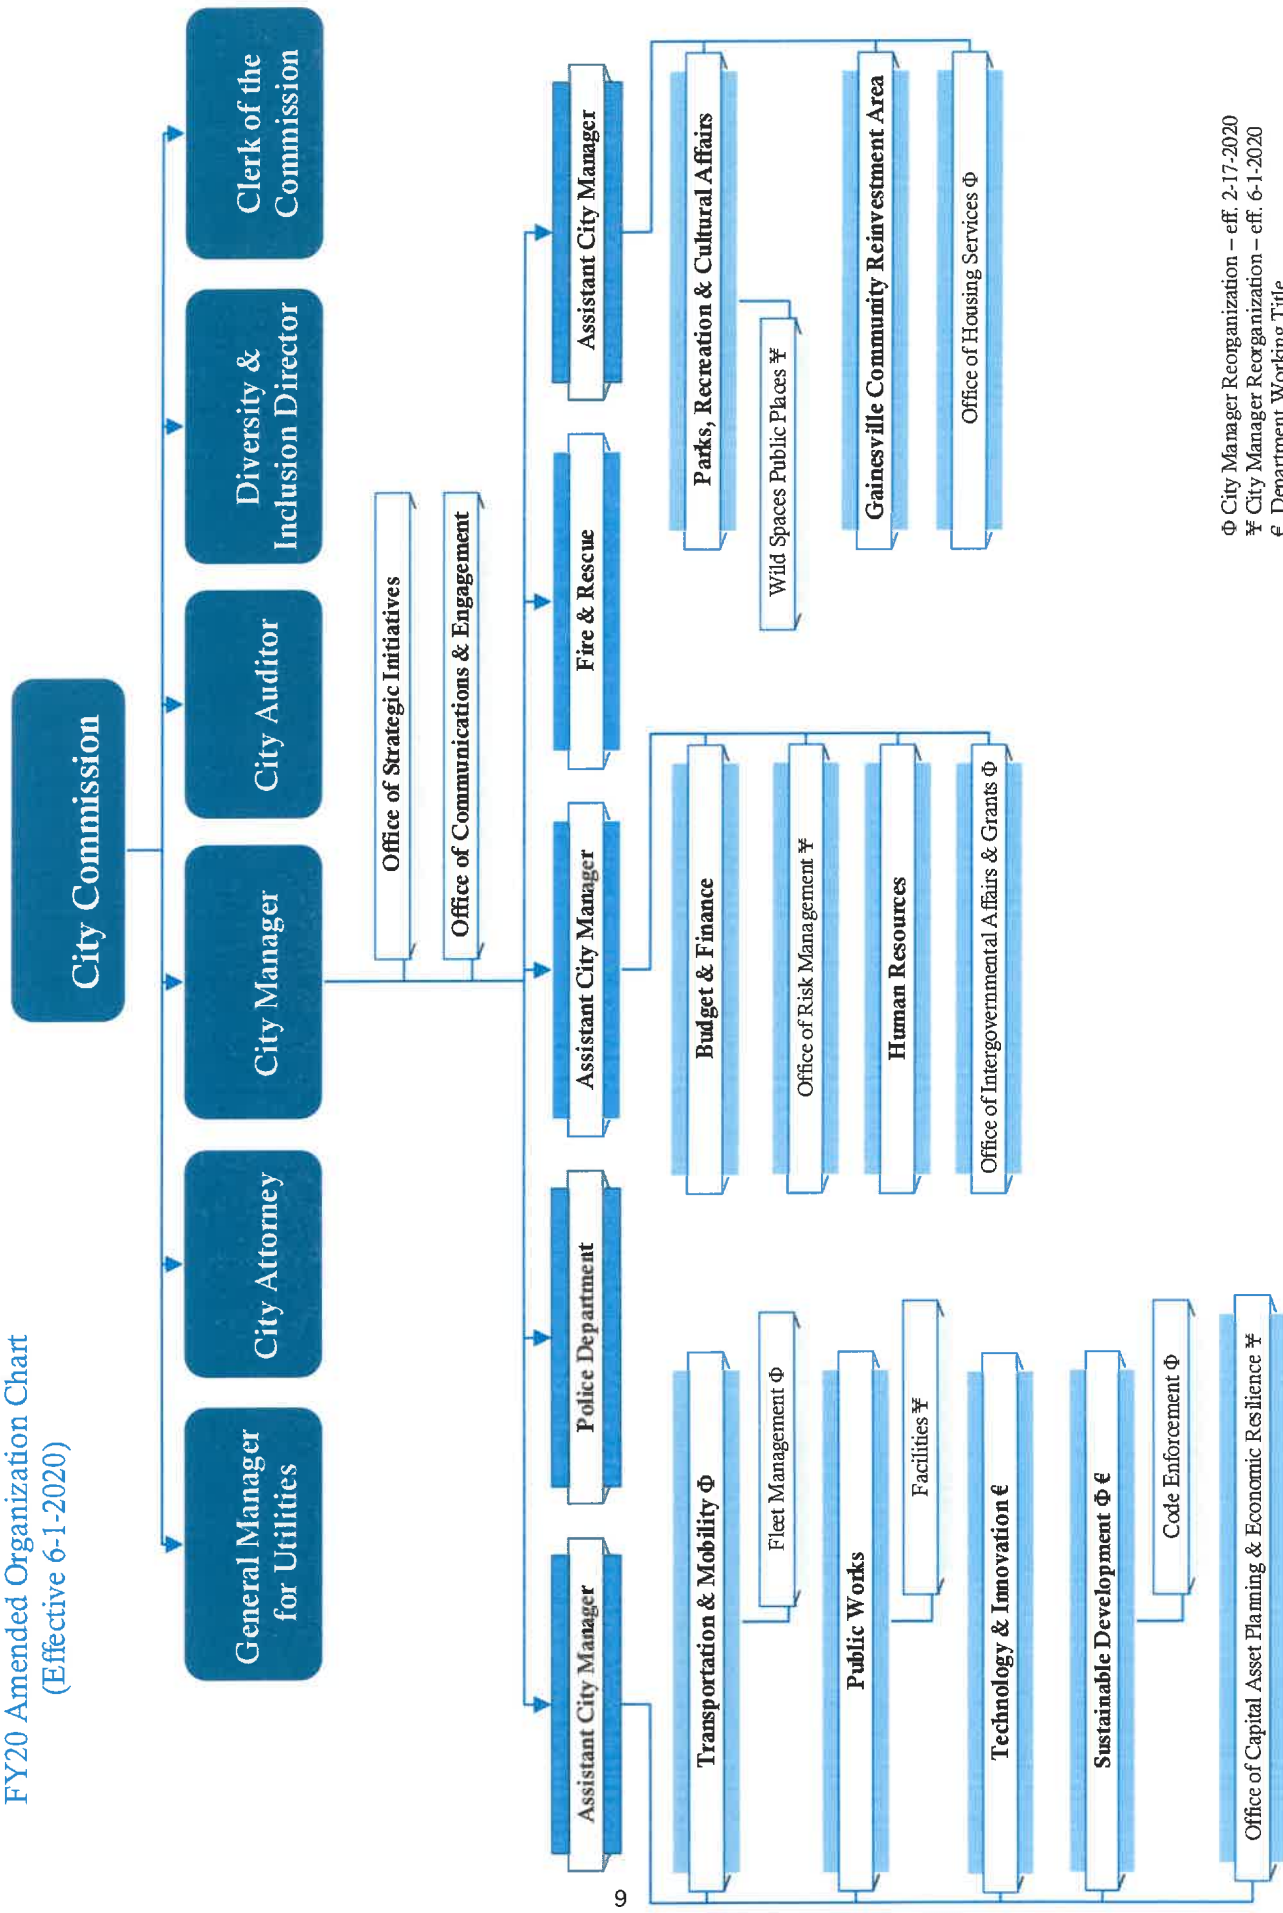 FY20 Amended Organization Chart
(Effective 6-1-2020)
City Commission
General Manager
for Utilities
City Attorney
City Manager
City Auditor
Diversity &
Inclusion Director
Clerk of the
Commission
Office of Strategic Initiatives
Office of Communications & Engagement
Assistant City Manager
Police Department
Assistant City Manager
Fire & Rescue
Assistant City Manager
Transportation & Mobility Φ
Fleet Management Φ
Public Works
Facilities ¥
Technology & Innovation €
Sustainable Development Φ €
Code Enforcement Φ
Office of Capital Asset Planning & Economic Resilience ¥
Budget & Finance
Office of Risk Management ¥
Human Resources
Office of Intergovernmental Affairs & Grants Φ
Parks, Recreation & Cultural Affairs
Wild Spaces Public Places ¥
Gainesville Community Reinvestment Area
Office of Housing Services Φ
Φ City Manager Reorganization – eff. 2-17-2020
¥ City Manager Reorganization – eff. 6-1-2020
€ Department Working Title
9